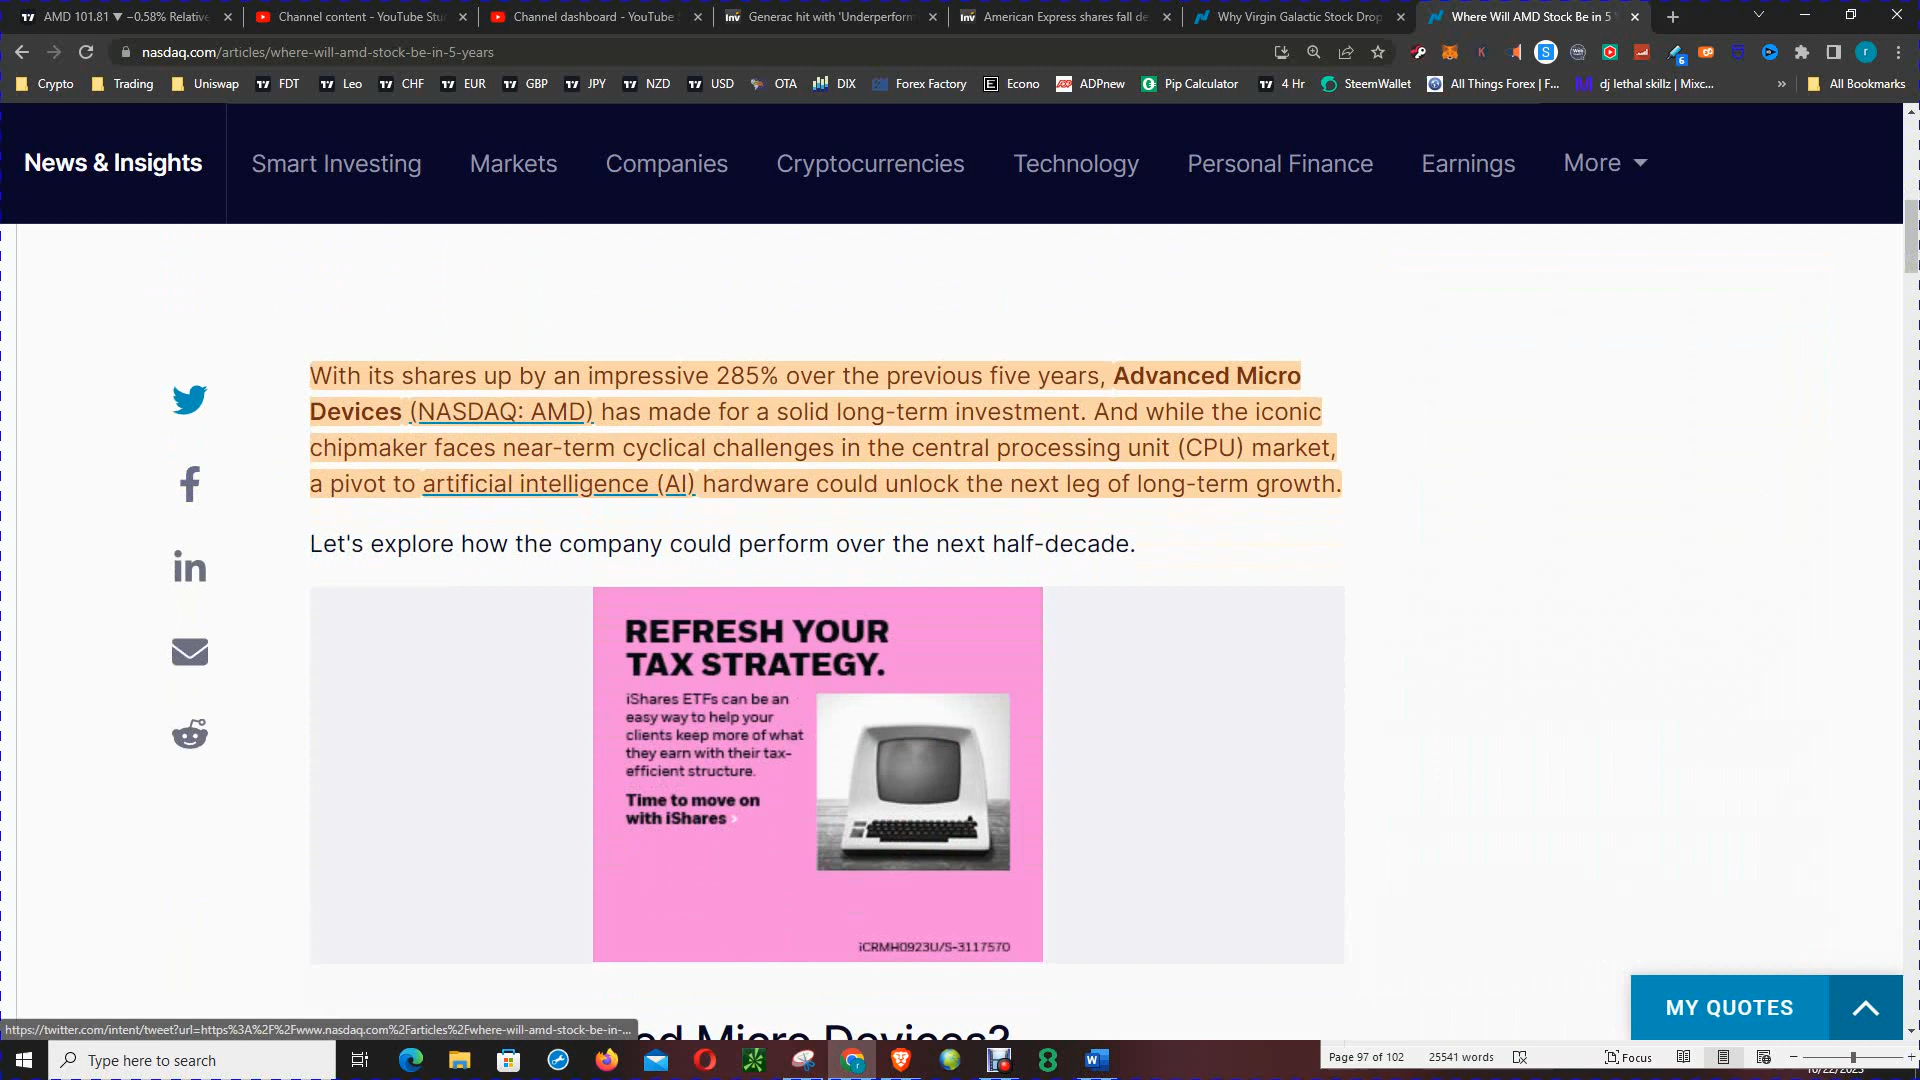 AMD 101.81 ▼ −0.58% Relative
Channel content - YouTube Stu
Channel dashboard - YouTube S
Generac hit with 'Underperform
American Express shares fall de
Why Virgin Galactic Stock Drop
Where Will AMD Stock Be in 5
nasdaq.com/articles/where-will-amd-stock-be-in-5-years
Crypto
Trading
Uniswap
FDT
Leo
CHF
EUR
GBP
JPY
NZD
USD
OTA
DIX
Forex Factory
Econo
ADPnew
Pip Calculator
4 Hr
SteemWallet
All Things Forex | F...
dj lethal skillz | Mixc...
»
All Bookmarks
News & Insights
Smart Investing
Markets
Companies
Cryptocurrencies
Technology
Personal Finance
Earnings
More
With its shares up by an impressive 285% over the previous five years, Advanced Micro
Devices (NASDAQ: AMD) has made for a solid long-term investment. And while the iconic
chipmaker faces near-term cyclical challenges in the central processing unit (CPU) market,
a pivot to artificial intelligence (AI) hardware could unlock the next leg of long-term growth.
Let's explore how the company could perform over the next half-decade.
REFRESH YOUR
TAX STRATEGY.
iShares ETFs can be an
easy way to help your
clients keep more of what
they earn with their tax-
efficient structure.
Time to move on
with iShares ›
iCRMH0923U/S-3117570
MY QUOTES
https://twitter.com/intent/tweet?url=https%3A%2F%2Fwww.nasdaq.com%2Farticles%2Fwhere-will-amd-stock-be-in-...
ed Micro Devices?
Type here to search
Page 97 of 102
25541 words
Focus
10/22/2023